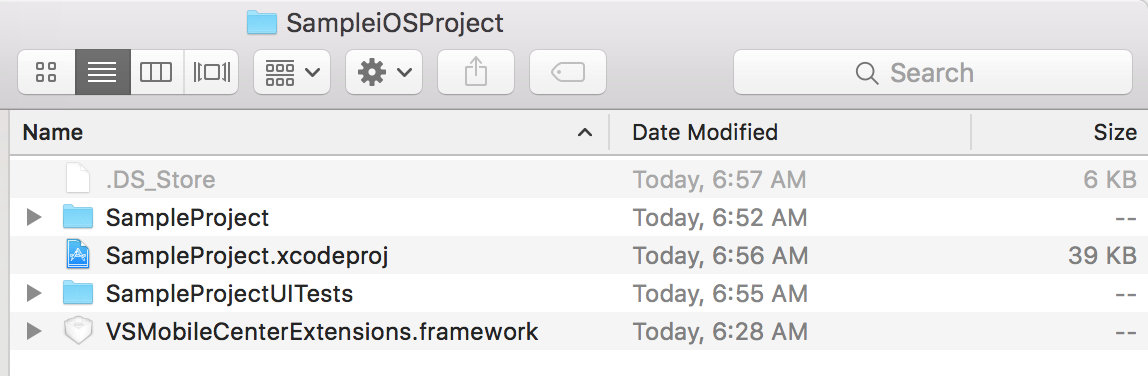 SampleiOSProject
Search
Name Date Modified Size
.DS_Store Today, 6:57 AM 6 KB
SampleProject Today, 6:52 AM --
SampleProject.xcodeproj Today, 6:56 AM 39 KB
SampleProjectUITests Today, 6:55 AM --
VSMobileCenterExtensions.framework Today, 6:28 AM --